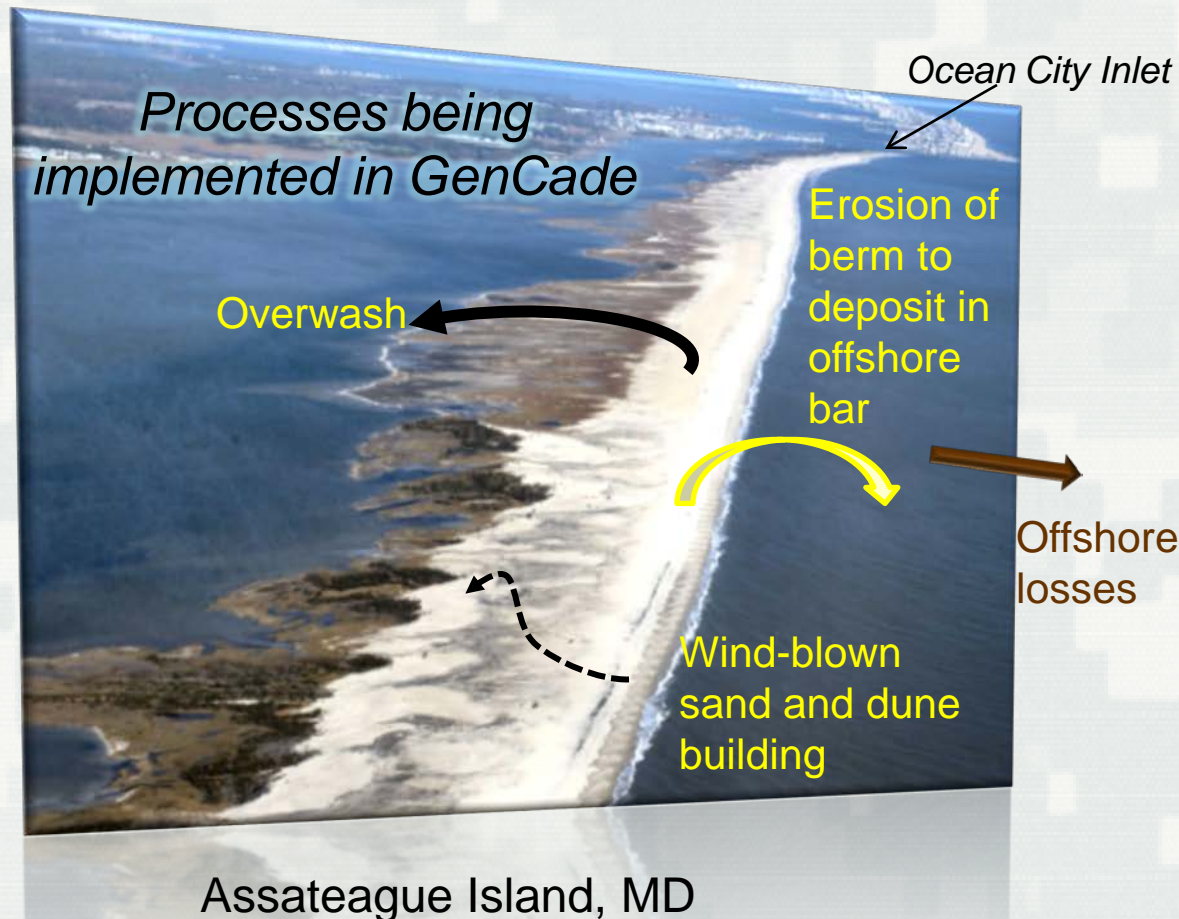 Ocean City Inlet
Processes being
implemented in GenCade
Erosion of
berm to
deposit in
offshore
bar
Overwash
Offshore
losses
Wind-blown
sand and dune
building
Assateague Island, MD